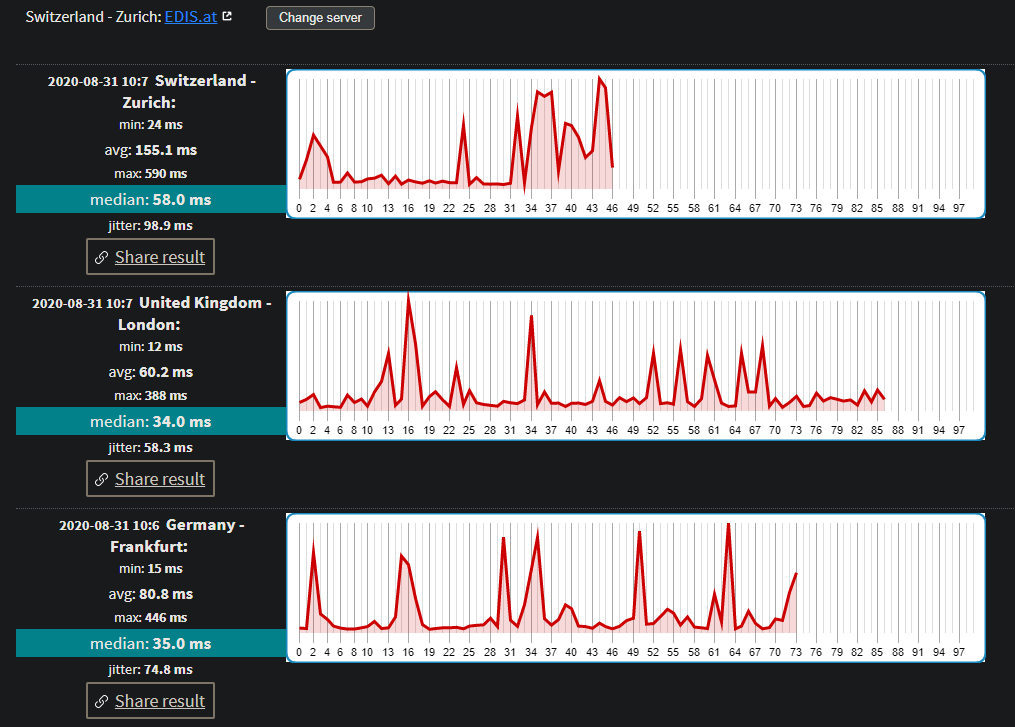 Switzerland - Zurich: EDIS.at Change server
2020-08-31 10:7 Switzerland -
Zurich:
min: 24 ms
avg: 155.1 ms
max: 590 ms
median: 58.0 ms
jitter: 98.9 ms
Share result
0 2 4 6 8 10 13 16 19 22 25 28 31 34 37 40 43 46 49 52 55 58 61 64 67 70 73 76 79 82 85 88 91 94 97
2020-08-31 10:7 United Kingdom -
London:
min: 12 ms
avg: 60.2 ms
max: 388 ms
median: 34.0 ms
jitter: 58.3 ms
Share result
0 2 4 6 8 10 13 16 19 22 25 28 31 34 37 40 43 46 49 52 55 58 61 64 67 70 73 76 79 82 85 88 91 94 97
2020-08-31 10:6 Germany -
Frankfurt:
min: 15 ms
avg: 80.8 ms
max: 446 ms
median: 35.0 ms
jitter: 74.8 ms
Share result
0 2 4 6 8 10 13 16 19 22 25 28 31 34 37 40 43 46 49 52 55 58 61 64 67 70 73 76 79 82 85 88 91 94 97